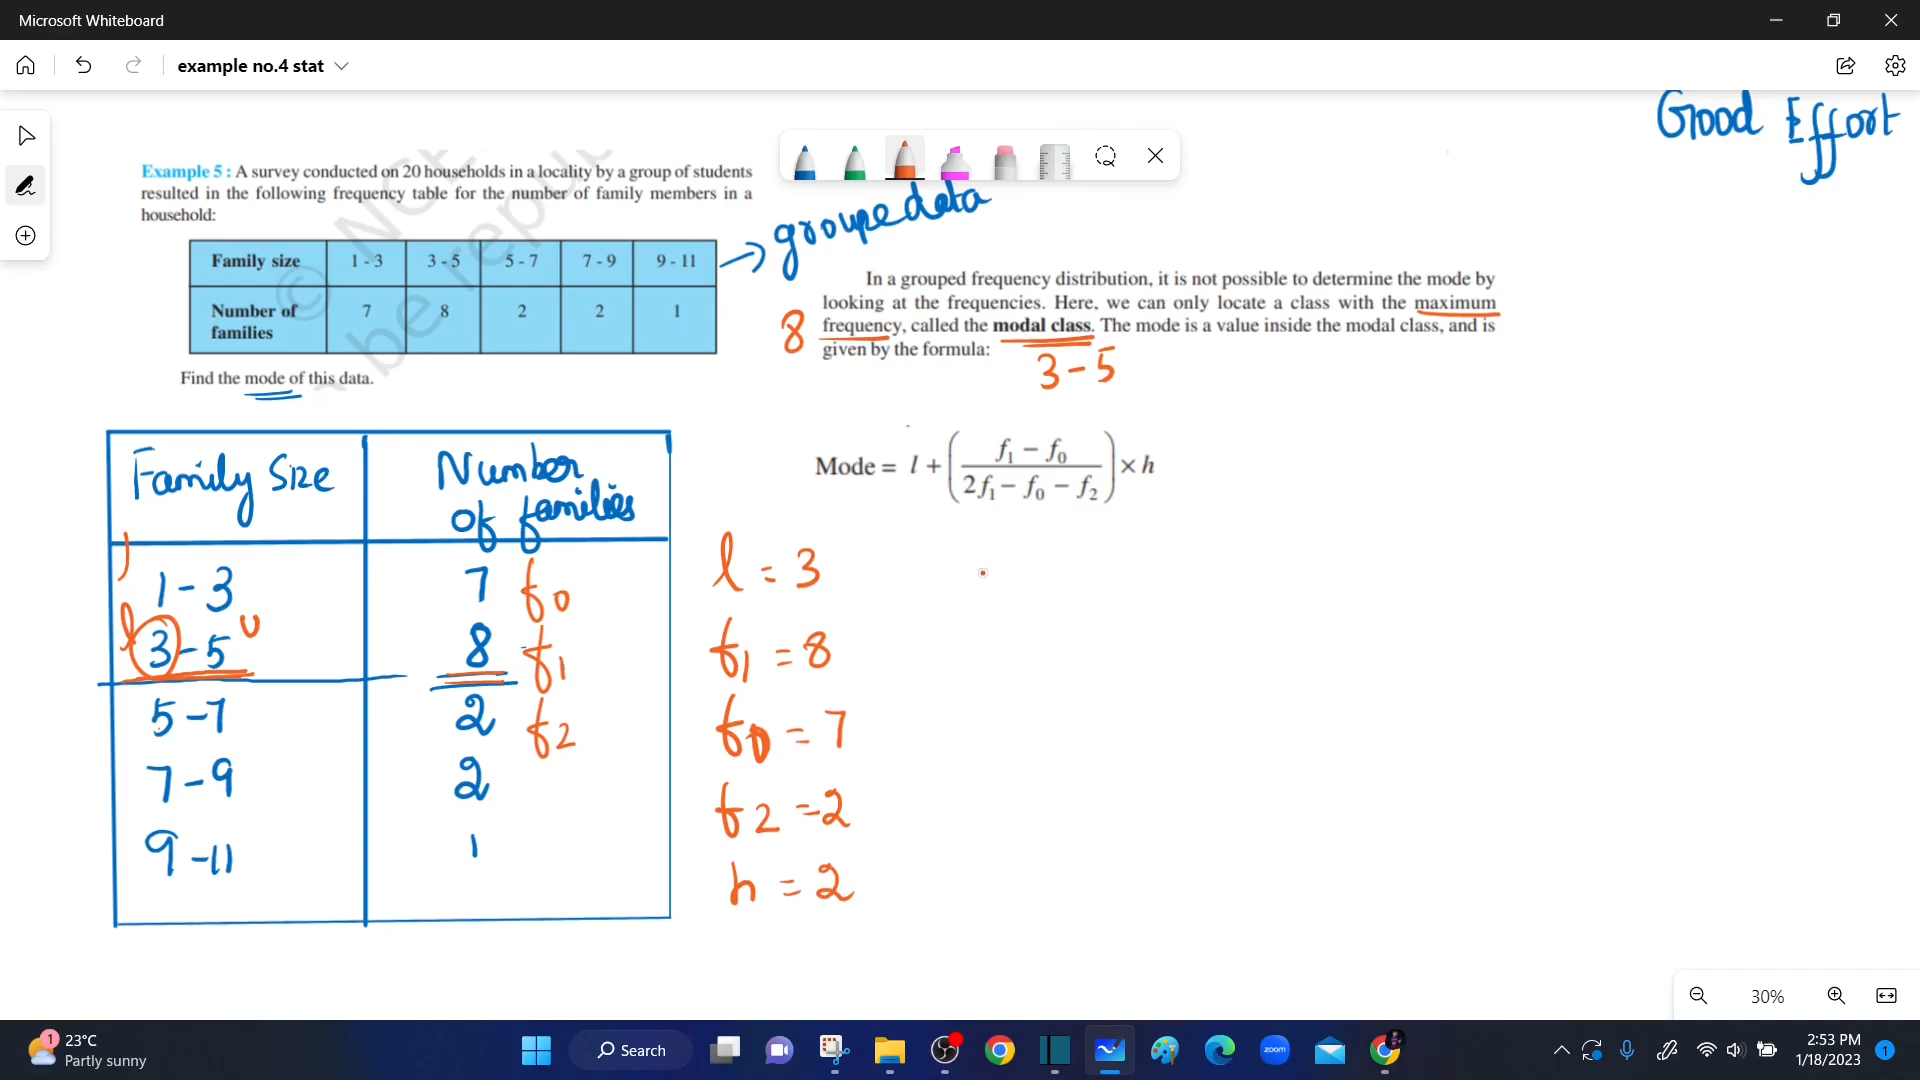 Microsoft Whiteboard
example no.4 stat
Good Effort
Example 5 : A survey conducted on 20 households in a locality by a group of students
resulted in the following frequency table for the number of family members in a
household:
Family size 1 - 3 3 - 5 5 - 7 7 - 9 9 - 11
Number of families 7 8 2 2 1
Find the mode of this data.
groupe data
In a grouped frequency distribution, it is not possible to determine the mode by
looking at the frequencies. Here, we can only locate a class with the maximum
frequency, called the modal class. The mode is a value inside the modal class, and is
given by the formula:
8
3 - 5
Mode = l + ( (f₁ − f₀) / (2f₁ − f₀ − f₂) ) × h
Family Size Number of families
1 - 3 7 f0
l 3 - 5 u 8 f1
5 - 7 2 f2
7 - 9 2
9 - 11 1
l = 3
f1 = 8
f0 = 7
f2 = 2
h = 2
30%
1
23°C
Partly sunny
Search
zoom
2:53 PM
1/18/2023
1